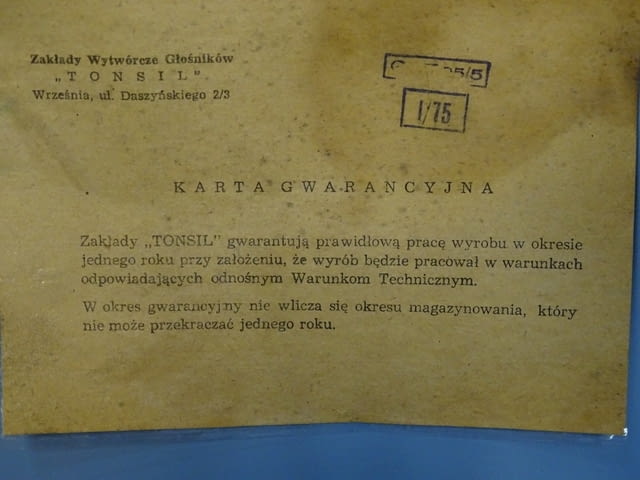 Zakłady Wytwórcze Głośników
„TONSIL"
Września, ul. Daszyńskiego 2/3
I/75
KARTA GWARANCYJNA
Zakłady „TONSIL" gwarantują prawidłową pracę wyrobu w okresie
jednego roku przy założeniu, że wyrób będzie pracował w warunkach
odpowiadających odnośnym Warunkom Technicznym.
W okres gwarancyjny nie wlicza się okresu magazynowania, który
nie może przekraczać jednego roku.